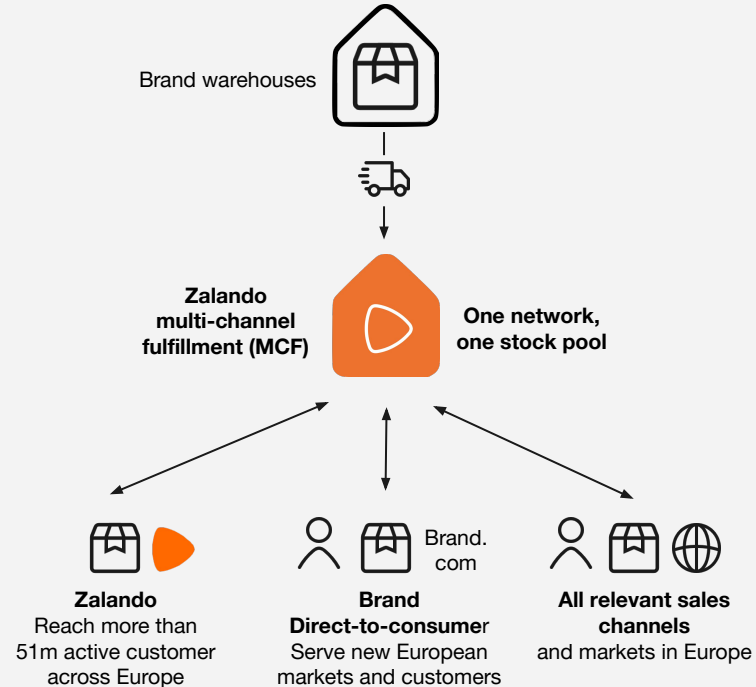 Brand warehouses
Zalando
multi-channel
fulfillment (MCF)
One network,
one stock pool
Brand.
com
Zalando
Reach more than
51m active customer
across Europe
Brand
Direct-to-consumer
Serve new European
markets and customers
All relevant sales
channels
and markets in Europe